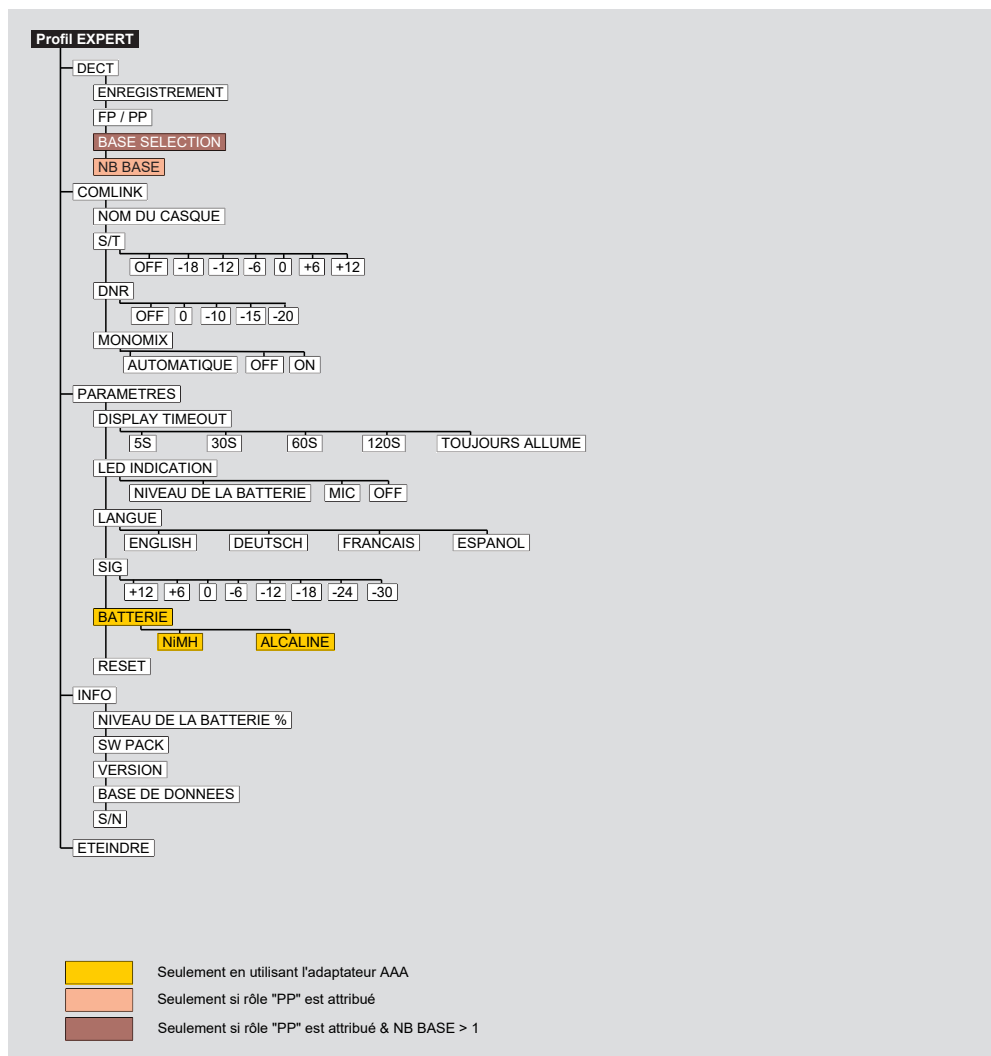 Profil EXPERT
DECT
ENREGISTREMENT
FP / PP
BASE SELECTION
NB BASE
COMLINK
NOM DU CASQUE
S/T
OFF -18 -12 -6 0 +6 +12
DNR
OFF 0 -10 -15 -20
MONOMIX
AUTOMATIQUE OFF ON
PARAMETRES
DISPLAY TIMEOUT
5S 30S 60S 120S TOUJOURS ALLUME
LED INDICATION
NIVEAU DE LA BATTERIE MIC OFF
LANGUE
ENGLISH DEUTSCH FRANCAIS ESPANOL
SIG
+12 +6 0 -6 -12 -18 -24 -30
BATTERIE
NiMH ALCALINE
RESET
INFO
NIVEAU DE LA BATTERIE %
SW PACK
VERSION
BASE DE DONNEES
S/N
ETEINDRE
Seulement en utilisant l'adaptateur AAA
Seulement si rôle "PP" est attribué
Seulement si rôle "PP" est attribué & NB BASE > 1